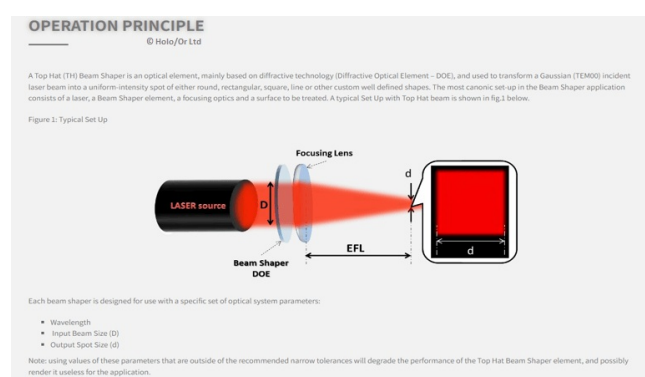 OPERATION PRINCIPLE
© Holo/Or Ltd
A Top Hat (TH) Beam Shaper is an optical element, mainly based on diffractive technology (Diffractive Optical Element – DOE), and used to transform a Gaussian (TEM00) incident
laser beam into a uniform-intensity spot of either round, rectangular, square, line or other custom well defined shapes. The most canonic set-up in the Beam Shaper application
consists of a laser, a Beam Shaper element, a focusing optics and a surface to be treated. A typical Set Up with Top Hat beam is shown in fig.1 below.
Figure 1: Typical Set Up
Focusing Lens
d
LASER source
D
EFL
d
Beam Shaper
DOE
Each beam shaper is designed for use with a specific set of optical system parameters:
Wavelength
Input Beam Size (D)
Output Spot Size (d)
Note: using values of these parameters that are outside of the recommended narrow tolerances will degrade the performance of the Top Hat Beam Shaper element, and possibly
render it useless for the application.